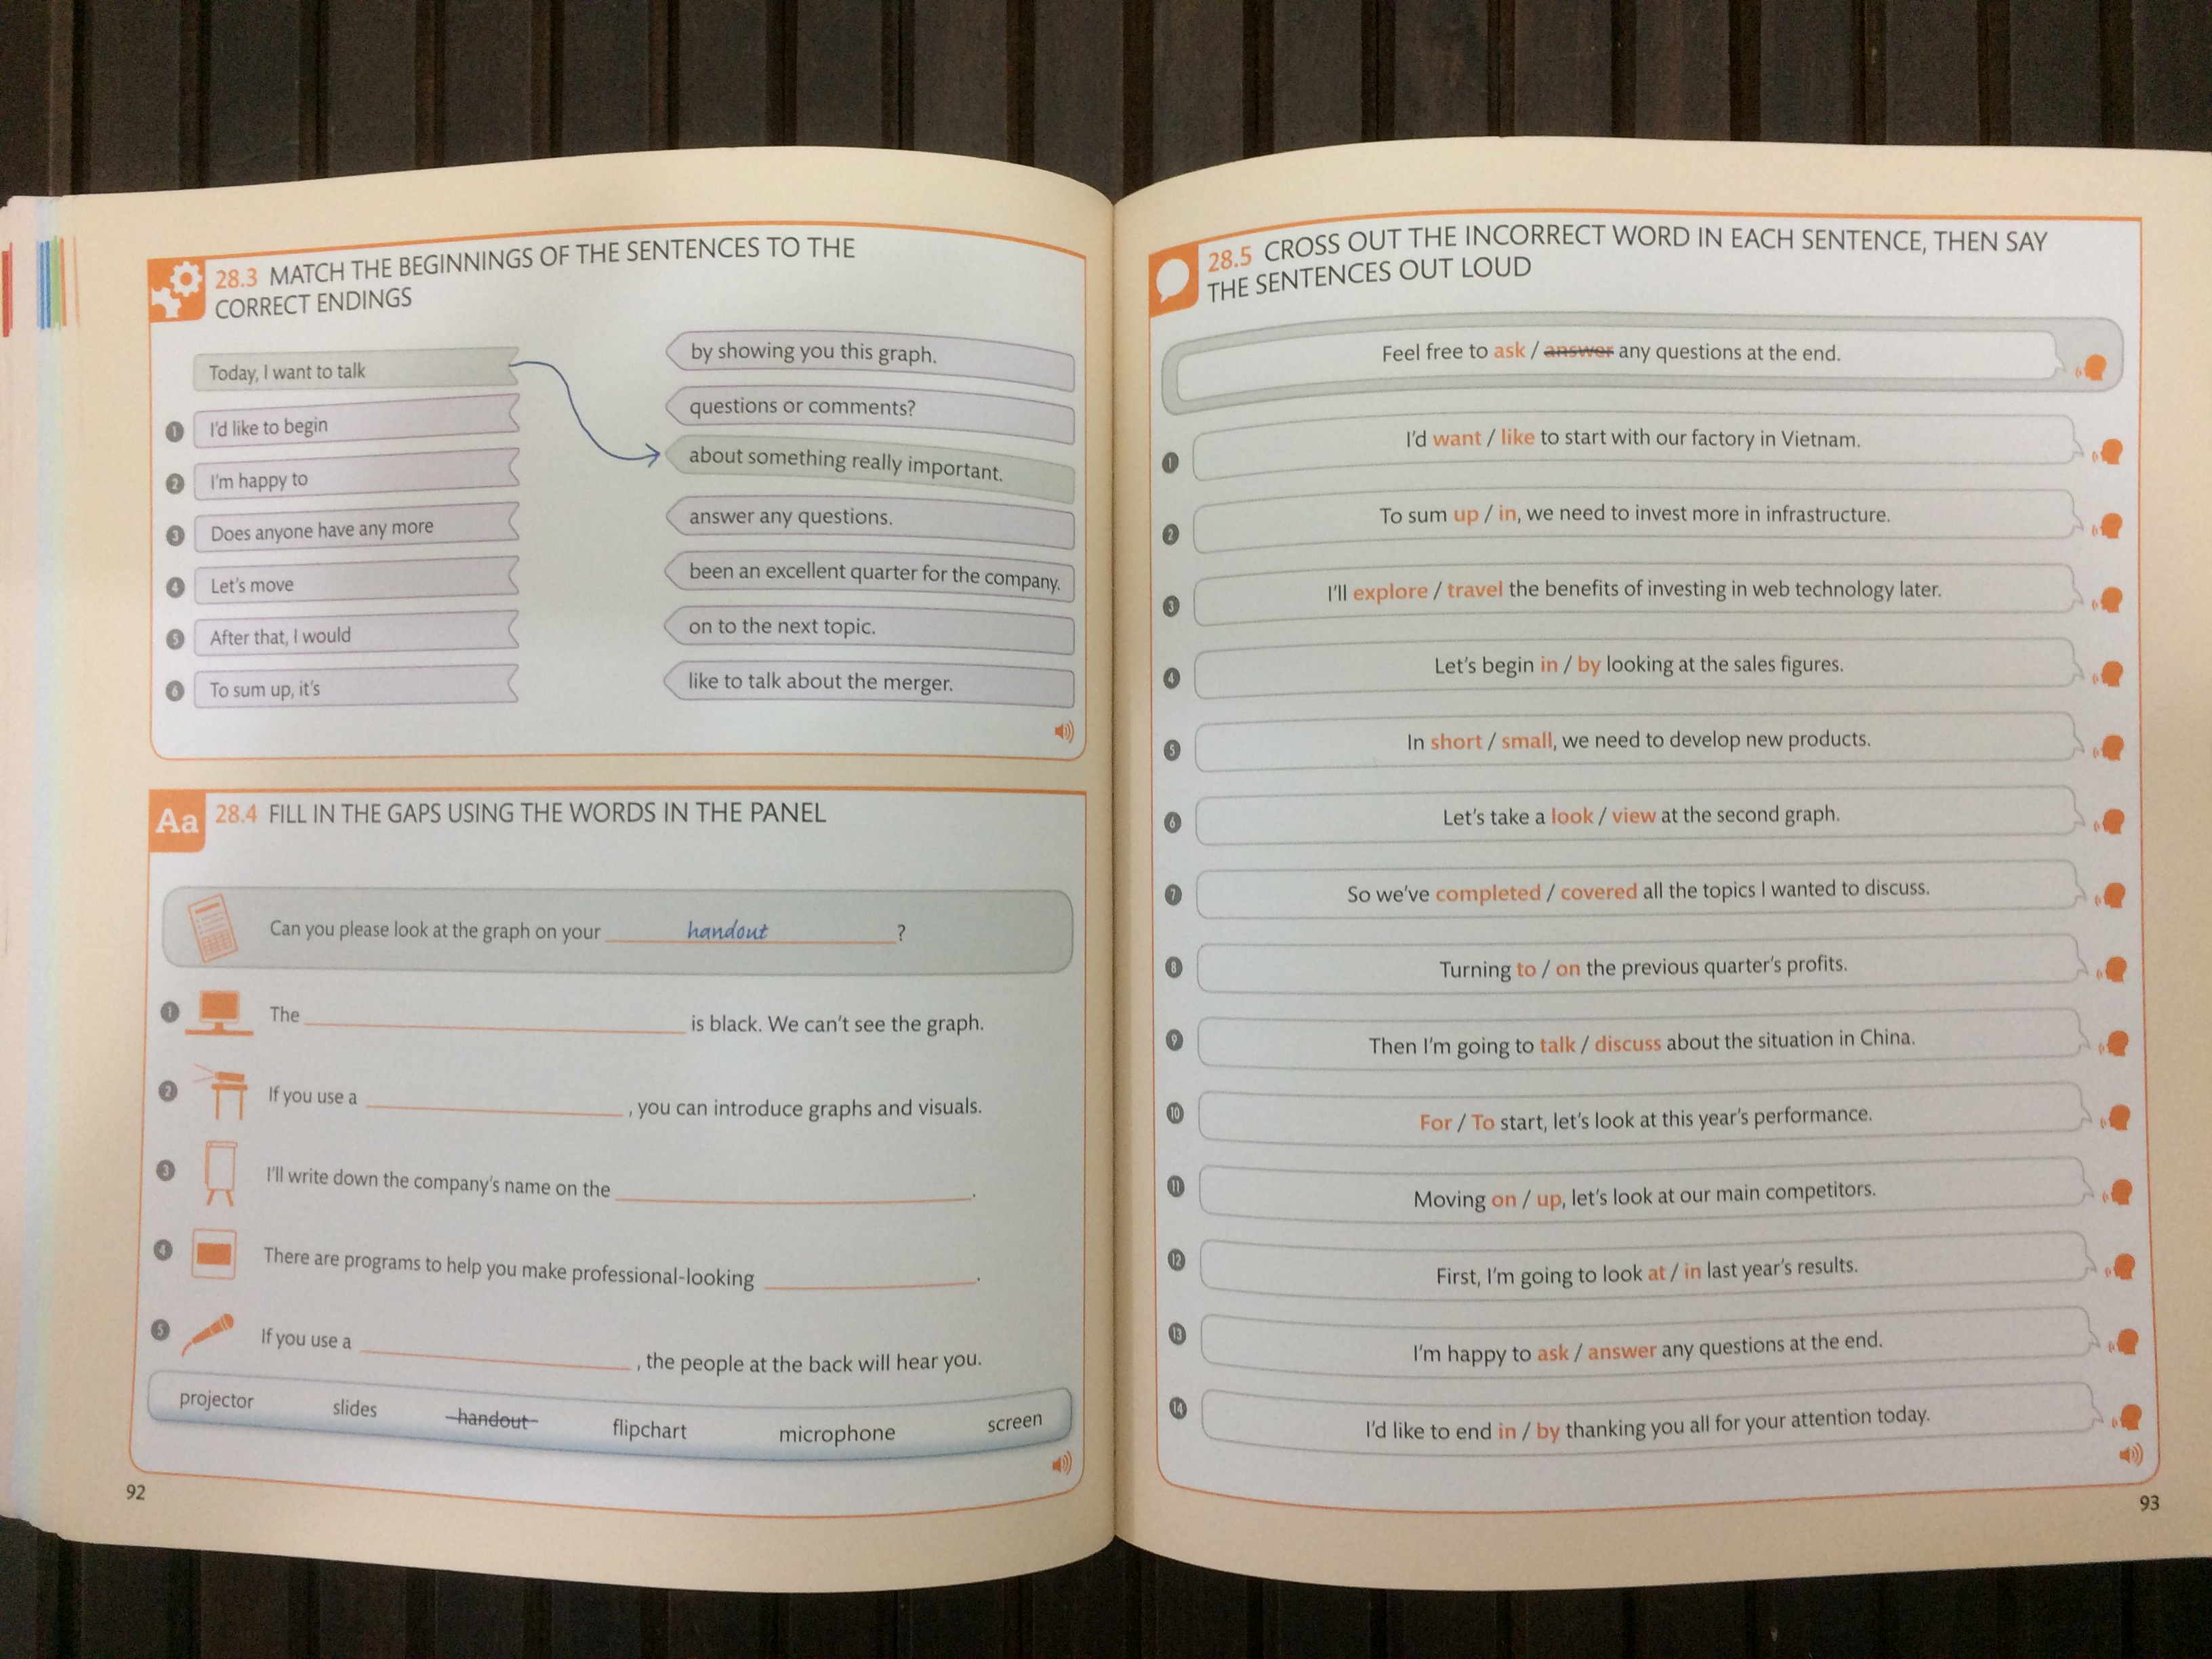 28.3 MATCH THE BEGINNINGS OF THE SENTENCES TO THE
CORRECT ENDINGS
Today, I want to talk
by showing you this graph.
1 I'd like to begin
questions or comments?
2 I'm happy to
about something really important.
3 Does anyone have any more
answer any questions.
4 Let's move
been an excellent quarter for the company.
5 After that, I would
on to the next topic.
6 To sum up, it's
like to talk about the merger.
Aa 28.4 FILL IN THE GAPS USING THE WORDS IN THE PANEL
Can you please look at the graph on your handout ?
1 The is black. We can't see the graph.
2 If you use a , you can introduce graphs and visuals.
3 I'll write down the company's name on the .
4 There are programs to help you make professional-looking .
5 If you use a , the people at the back will hear you.
projector slides handout flipchart microphone screen
92
28.5 CROSS OUT THE INCORRECT WORD IN EACH SENTENCE, THEN SAY
THE SENTENCES OUT LOUD
Feel free to ask / answer any questions at the end.
1 I'd want / like to start with our factory in Vietnam.
2 To sum up / in, we need to invest more in infrastructure.
3 I'll explore / travel the benefits of investing in web technology later.
4 Let's begin in / by looking at the sales figures.
5 In short / small, we need to develop new products.
6 Let's take a look / view at the second graph.
7 So we've completed / covered all the topics I wanted to discuss.
8 Turning to / on the previous quarter's profits.
9 Then I'm going to talk / discuss about the situation in China.
10 For / To start, let's look at this year's performance.
11 Moving on / up, let's look at our main competitors.
12 First, I'm going to look at / in last year's results.
13 I'm happy to ask / answer any questions at the end.
14 I'd like to end in / by thanking you all for your attention today.
93